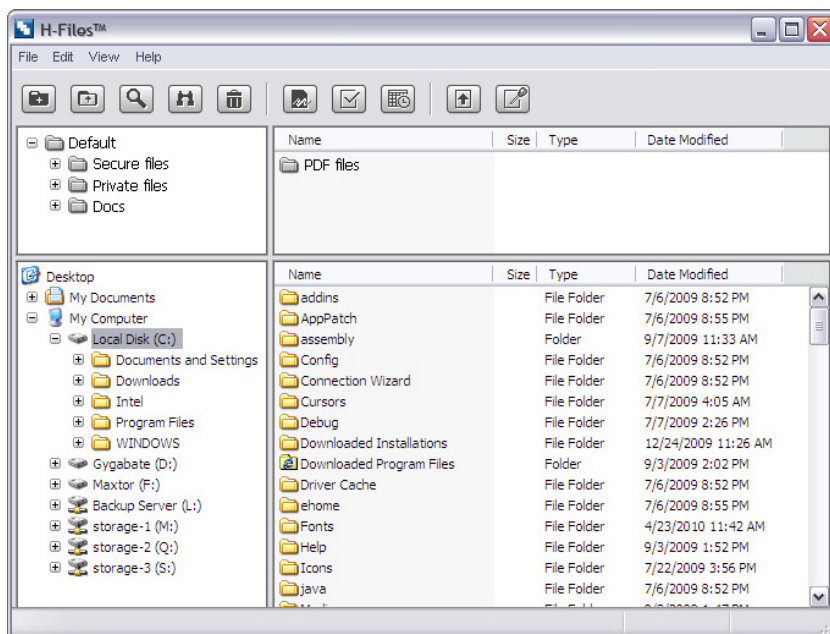 H-Files™
File Edit View Help
Default
Secure files
Private files
Docs
Name Size Type Date Modified
PDF files
Desktop
My Documents
My Computer
Local Disk (C:)
Documents and Settings
Downloads
Intel
Program Files
WINDOWS
Gygabate (D:)
Maxtor (F:)
Backup Server (L:)
storage-1 (M:)
storage-2 (Q:)
storage-3 (S:)
Name Size Type Date Modified
addins File Folder 7/6/2009 8:52 PM
AppPatch File Folder 7/6/2009 8:55 PM
assembly Folder 9/7/2009 11:33 AM
Config File Folder 7/6/2009 8:52 PM
Connection Wizard File Folder 7/6/2009 8:52 PM
Cursors File Folder 7/7/2009 4:05 AM
Debug File Folder 7/7/2009 2:26 PM
Downloaded Installations File Folder 12/24/2009 11:26 AM
Downloaded Program Files Folder 9/3/2009 2:02 PM
Driver Cache File Folder 7/6/2009 8:52 PM
ehome File Folder 7/6/2009 8:55 PM
Fonts File Folder 4/23/2010 11:42 AM
Help File Folder 9/3/2009 1:52 PM
Icons File Folder 7/22/2009 3:56 PM
java File Folder 7/6/2009 8:52 PM